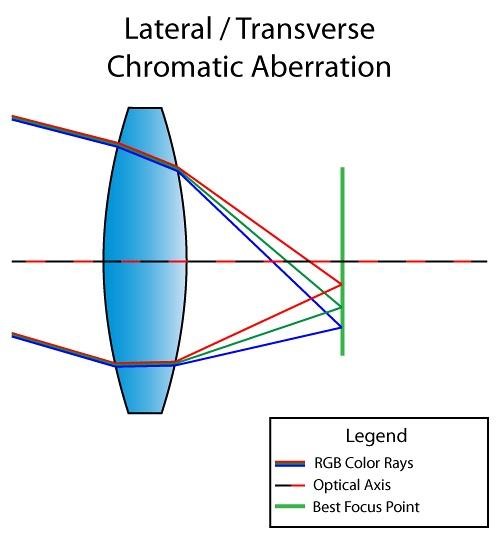 Lateral / Transverse
Chromatic Aberration
Legend
RGB Color Rays
Optical Axis
Best Focus Point